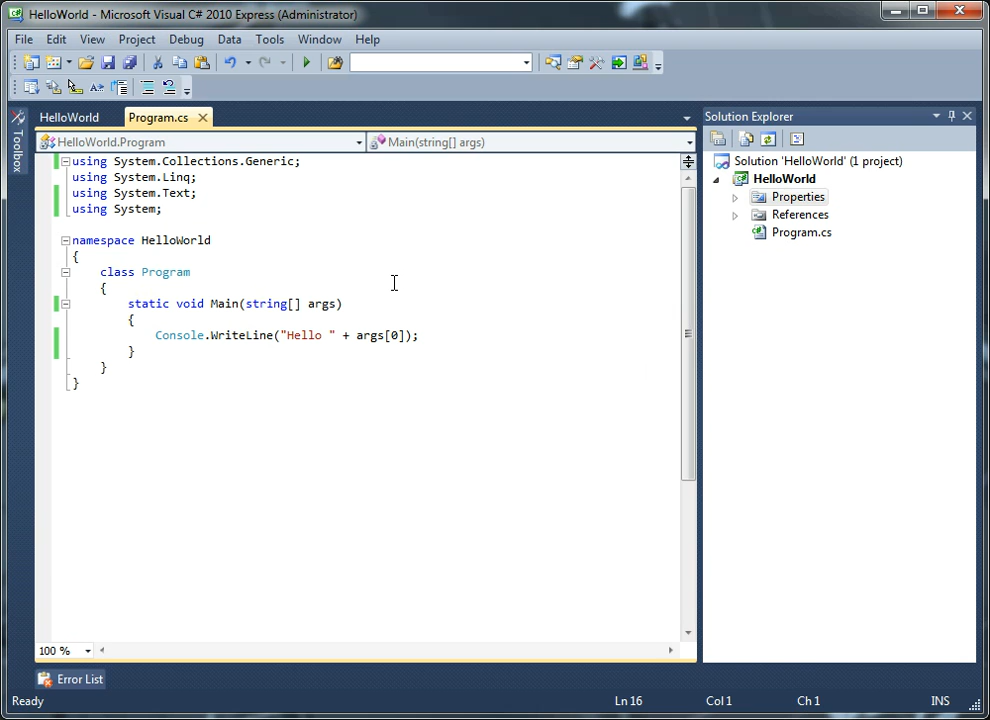 HelloWorld - Microsoft Visual C# 2010 Express (Administrator)
File Edit View Project Debug Data Tools Window Help
HelloWorld Program.cs
Solution Explorer
HelloWorld.Program Main(string[] args)
Toolbox
using System.Collections.Generic;
using System.Linq;
using System.Text;
using System;
namespace HelloWorld
{
class Program
{
static void Main(string[] args)
{
Console.WriteLine("Hello " + args[0]);
}
}
}
Solution 'HelloWorld' (1 project)
HelloWorld
Properties
References
Program.cs
100 %
Error List
Ready Ln 16 Col 1 Ch 1 INS